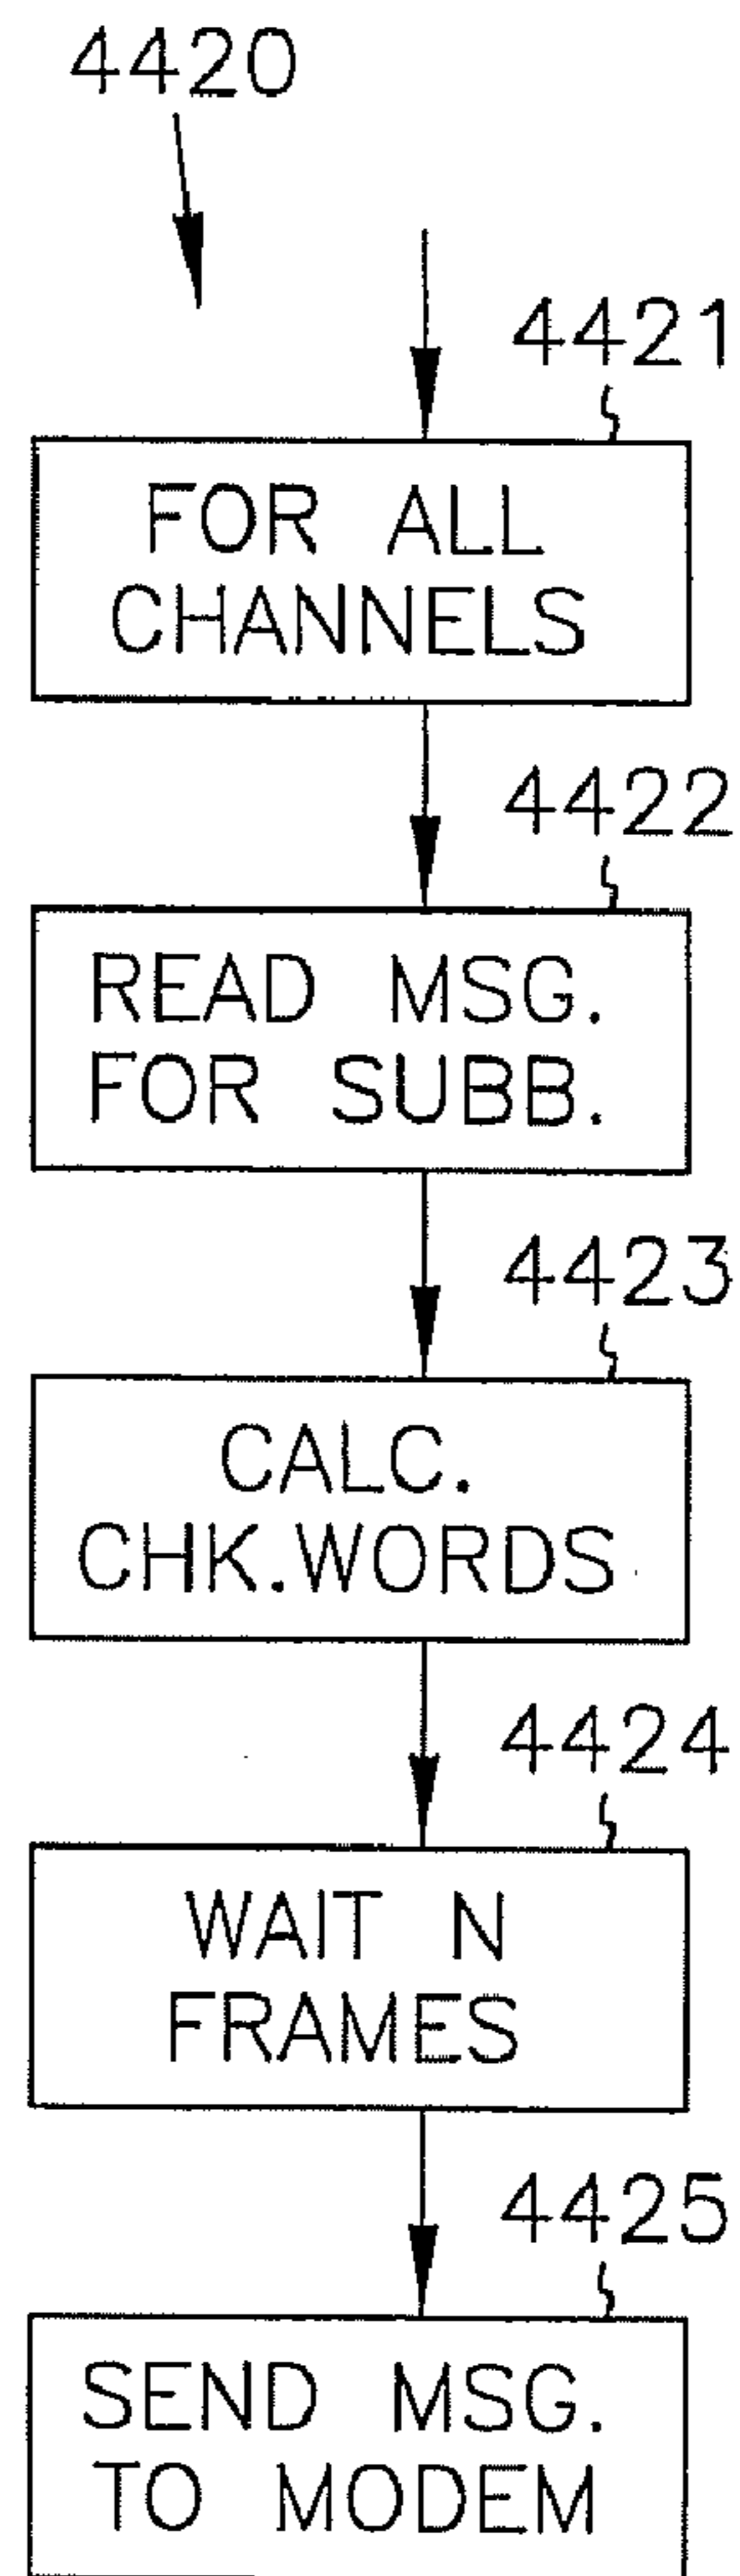 4420
4421
FOR ALL
CHANNELS
4422
READ MSG.
FOR SUBB.
4423
CALC.
CHK.WORDS
4424
WAIT N
FRAMES
4425
SEND MSG.
TO MODEM